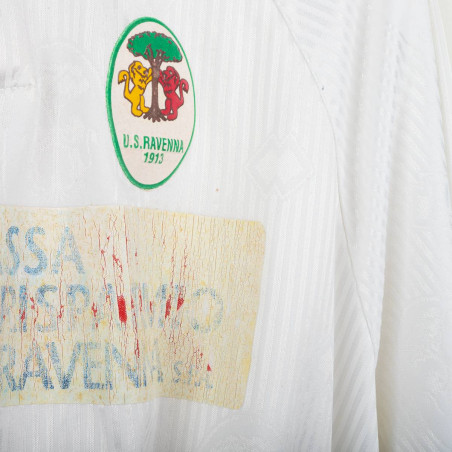 U.S. RAVENNA
1913
SSA
RISPARMIO
RAVENNA S.P.A.